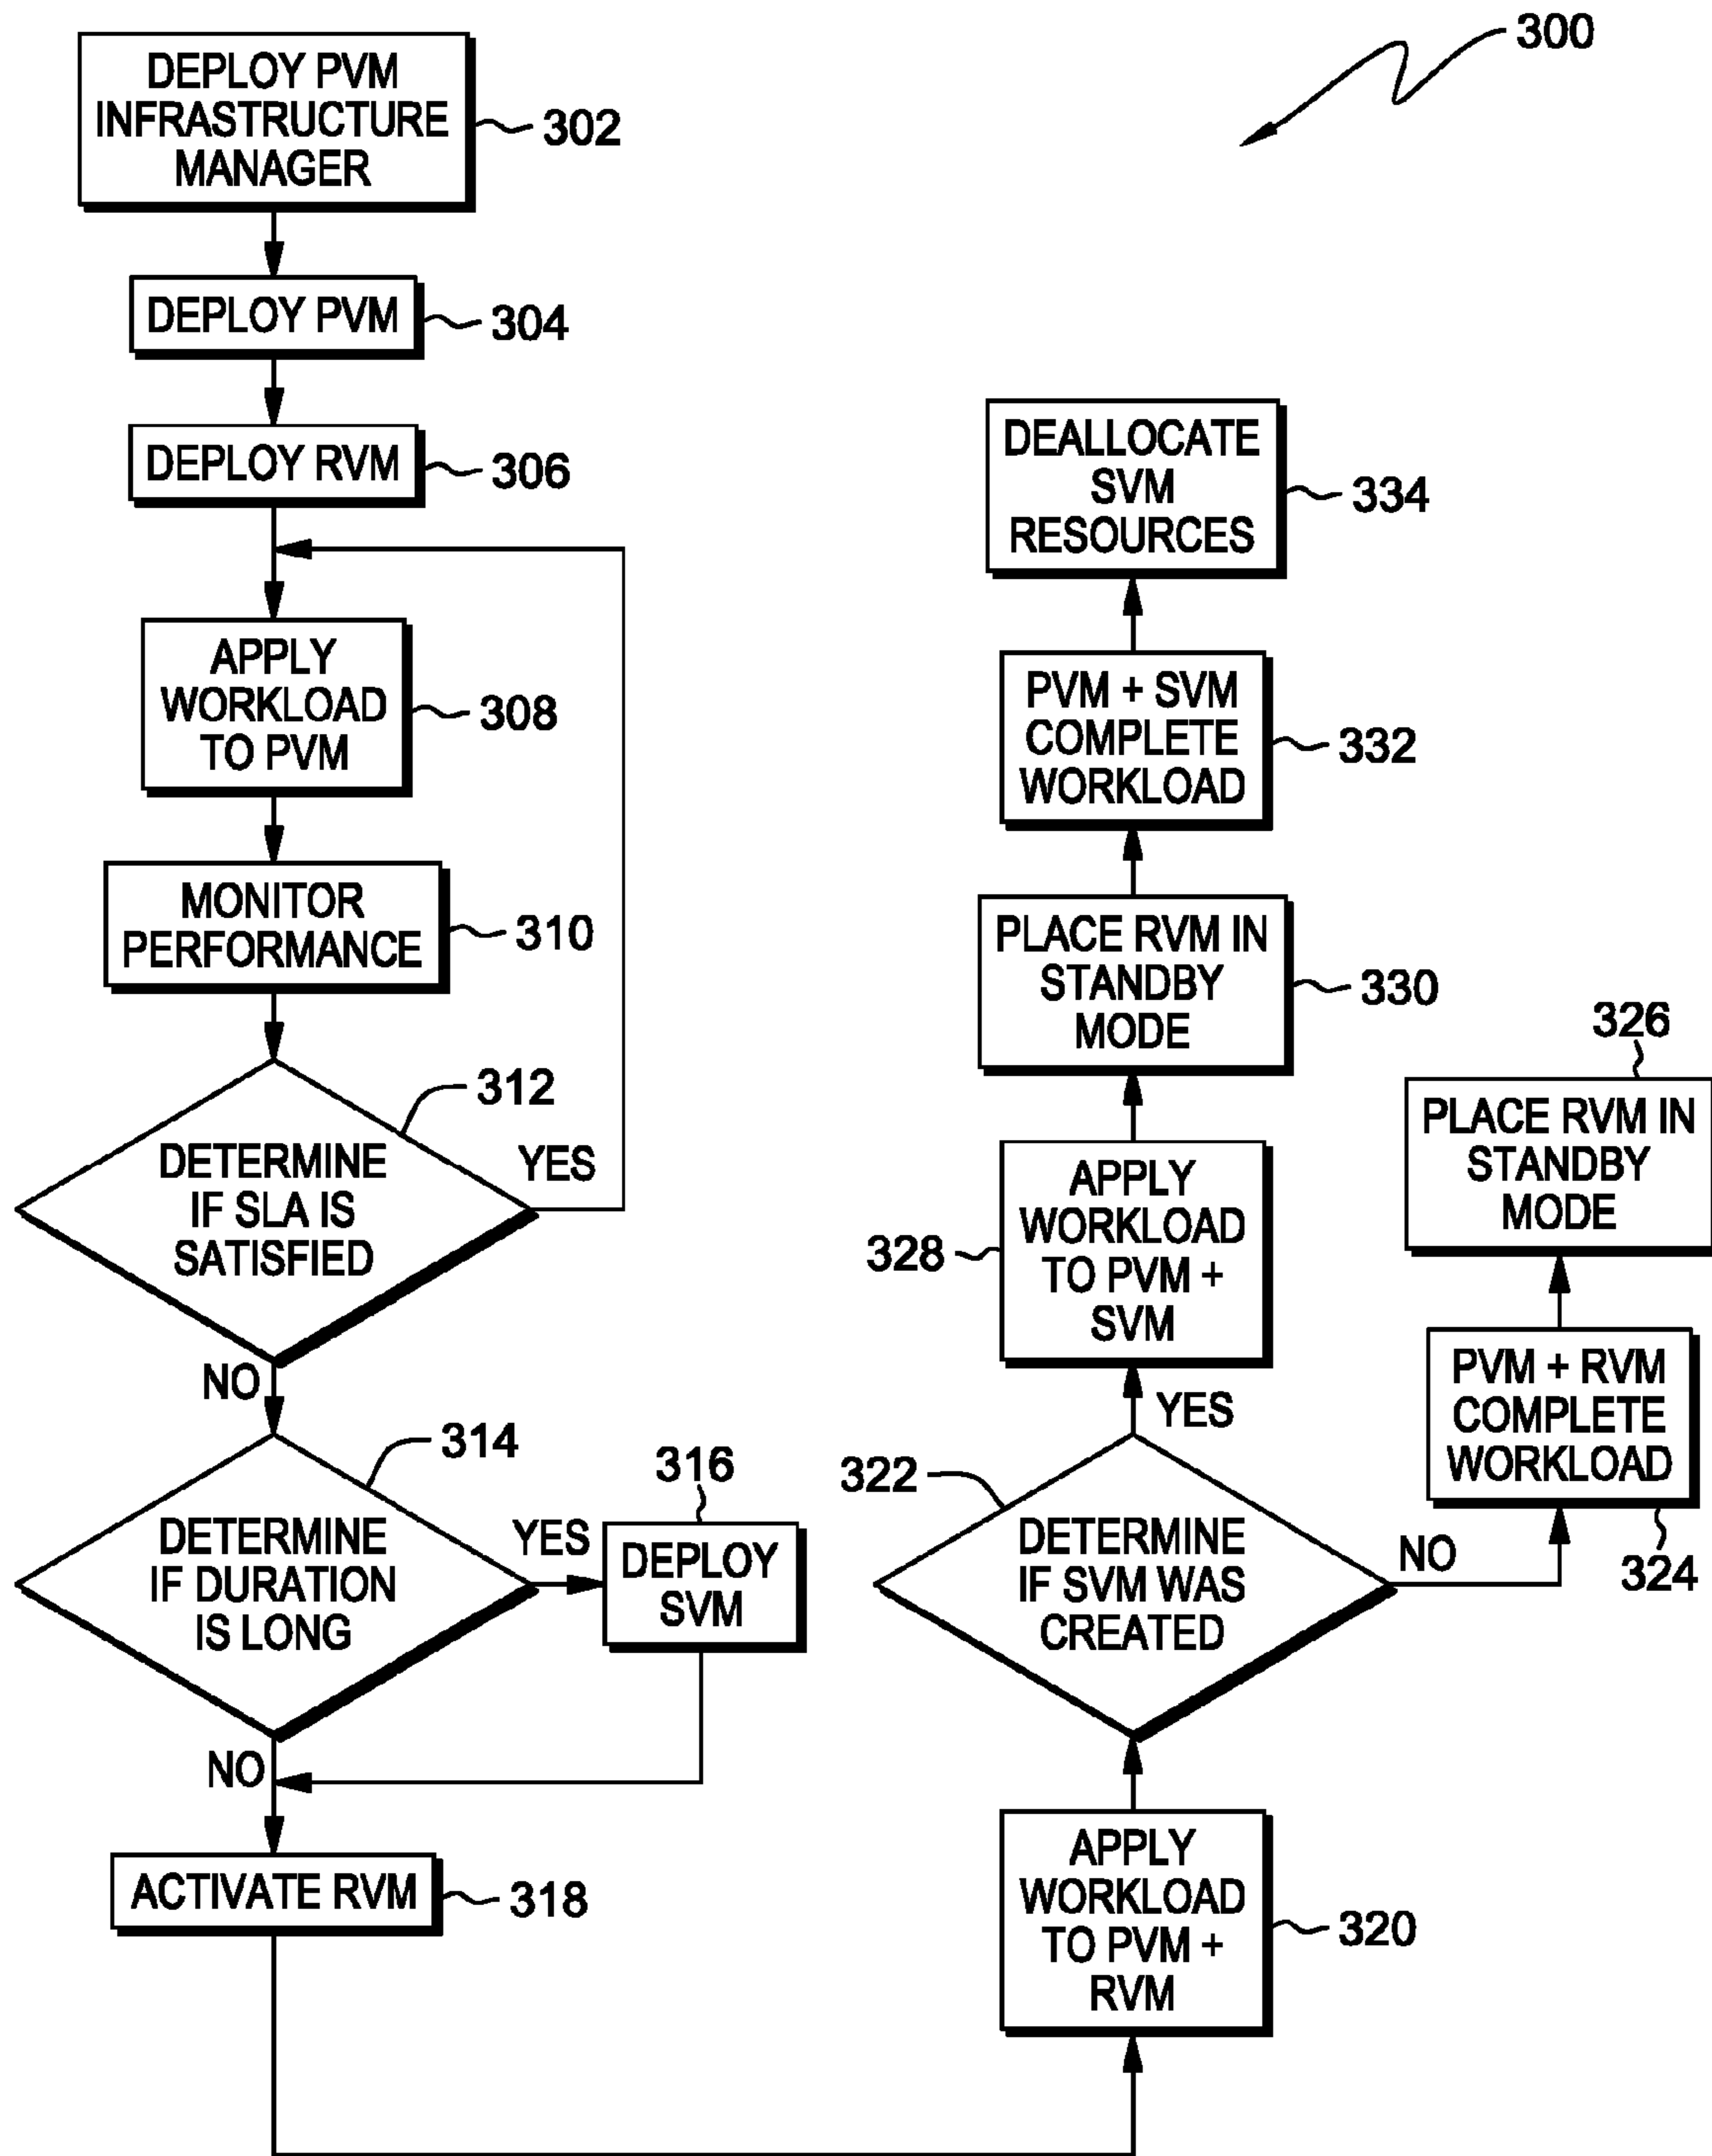 300
DEPLOY PVM
INFRASTRUCTURE
MANAGER
302
DEPLOY PVM
304
DEPLOY RVM
306
APPLY
WORKLOAD
TO PVM
308
MONITOR
PERFORMANCE
310
312
DETERMINE
IF SLA IS
SATISFIED
YES
NO
314
DETERMINE
IF DURATION
IS LONG
YES
316
DEPLOY
SVM
NO
ACTIVATE RVM
318
APPLY
WORKLOAD
TO PVM +
RVM
320
322
DETERMINE
IF SVM WAS
CREATED
NO
324
PVM + RVM
COMPLETE
WORKLOAD
326
PLACE RVM IN
STANDBY
MODE
YES
328
APPLY
WORKLOAD
TO PVM +
SVM
PLACE RVM IN
STANDBY
MODE
330
PVM + SVM
COMPLETE
WORKLOAD
332
DEALLOCATE
SVM
RESOURCES
334